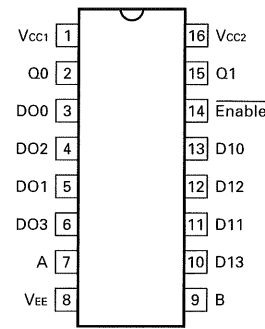 VCC1 1 16 VCC2
Q0 2 15 Q1
DO0 3 14 Enable
DO2 4 13 D10
DO1 5 12 D12
DO3 6 11 D11
A 7 10 D13
VEE 8 9 B